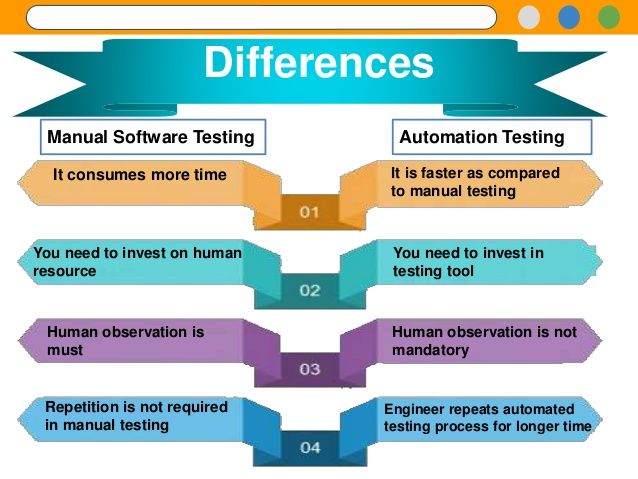 Differences
Manual Software Testing
Automation Testing
It consumes more time
01
It is faster as compared
to manual testing
You need to invest on human
resource
02
You need to invest in
testing tool
Human observation is
must
03
Human observation is not
mandatory
Repetition is not required
in manual testing
04
Engineer repeats automated
testing process for longer time